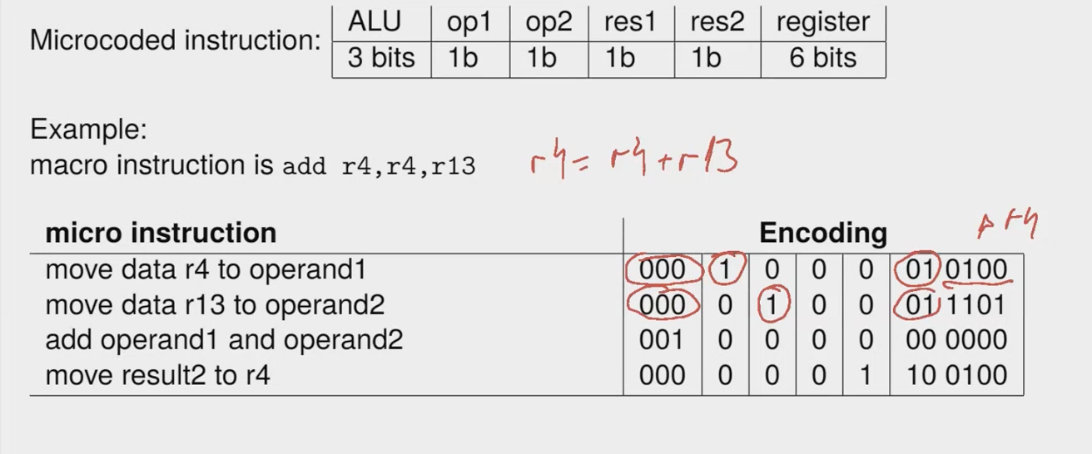 Microcoded instruction: ALU op1 op2 res1 res2 register
3 bits 1b 1b 1b 1b 6 bits
Example:
macro instruction is add r4,r4,r13 r4= r4+r13
r4
micro instruction Encoding
move data r4 to operand1 000 1 0 0 0 01 0100
move data r13 to operand2 000 0 1 0 0 01 1101
add operand1 and operand2 001 0 0 0 0 00 0000
move result2 to r4 000 0 0 0 1 10 0100